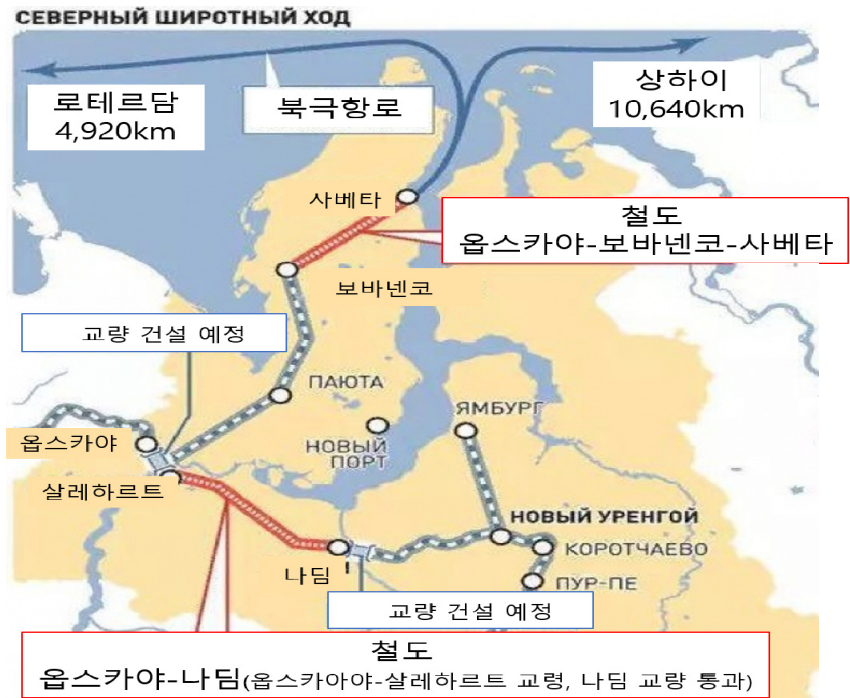 СЕВЕРНЫЙ ШИРОТНЫЙ ХОД
로테르담
4,920km
북극항로
상하이
10,640km
사베타
철도
옵스카야-보바넨코-사베타
보바넨코
교량 건설 예정
ПАЮТА
ЯМБУРГ
옵스카야
НОВЫЙ
ПОРТ
살레하르트
НОВЫЙ УРЕНГОЙ
КОРОТЧАЕВО
나딤
ПУР-ПЕ
교량 건설 예정
철도
옵스카야-나딤(옵스카아야-살레하르트 교령, 나딤 교량 통과)